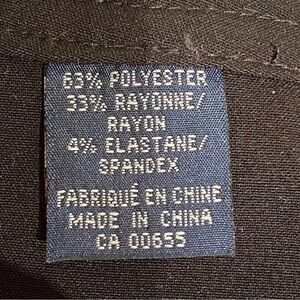 63% POLYESTER
33% RAYONNE/
RAYON
4% ELASTANE/
SPANDEX
FABRIQUÉ EN CHINE
MADE IN CHINA
CA 00655